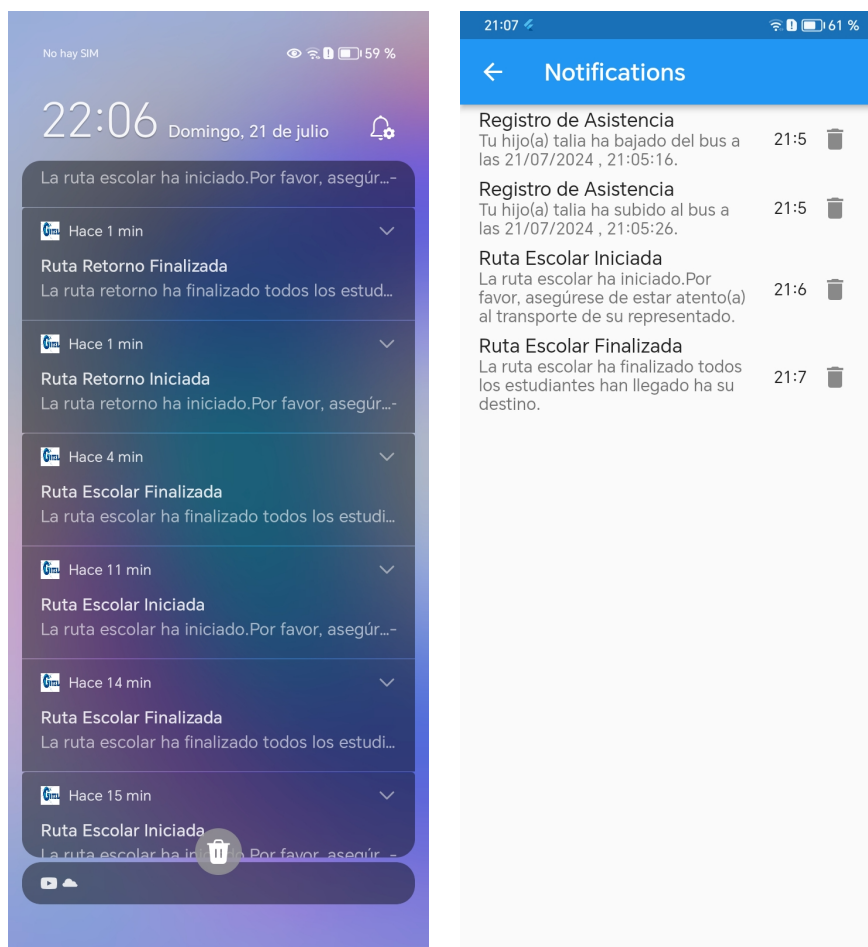 No hay SIM
59 %
22:06 Domingo, 21 de julio
La ruta escolar ha iniciado.Por favor, asegúr...-
Hace 1 min
Ruta Retorno Finalizada
La ruta retorno ha finalizado todos los estud...
Hace 1 min
Ruta Retorno Iniciada
La ruta retorno ha iniciado.Por favor, asegúr...-
Hace 4 min
Ruta Escolar Finalizada
La ruta escolar ha finalizado todos los estudi...
Hace 11 min
Ruta Escolar Iniciada
La ruta escolar ha iniciado.Por favor, asegúr...-
Hace 14 min
Ruta Escolar Finalizada
La ruta escolar ha finalizado todos los estudi...
Hace 15 min
Ruta Escolar Iniciada
La ruta escolar ha Por favor, asegúr...-
21:07
61 %
Notifications
Registro de Asistencia
Tu hijo(a) talia ha bajado del bus a
las 21/07/2024 , 21:05:16.
21:5
Registro de Asistencia
Tu hijo(a) talia ha subido al bus a
las 21/07/2024 , 21:05:26.
21:5
Ruta Escolar Iniciada
La ruta escolar ha iniciado.Por
favor, asegúrese de estar atento(a)
al transporte de su representado.
21:6
Ruta Escolar Finalizada
La ruta escolar ha finalizado todos
los estudiantes han llegado ha su
destino.
21:7